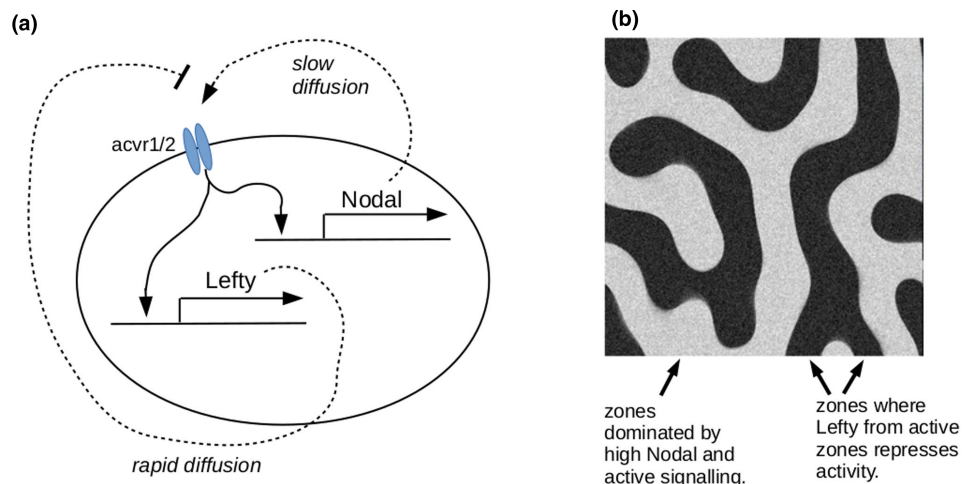 (a)
(b)
slow
diffusion
acvr1/2
Nodal
Lefty
rapid diffusion
zones
dominated by
high Nodal and
active signalling.
zones where
Lefty from active
zones represses
activity.